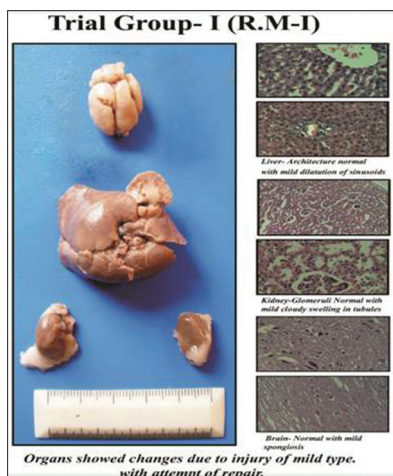 Trial Group- I (R.M-I)
Liver- Architecture normal
with mild dilatation of sinusoids
Kidney-Glomeruli Normal with
mild cloudy swelling in tubules
Brain- Normal with mild
spongiosis
Organs showed changes due to injury of mild type.
with attempt of repair.